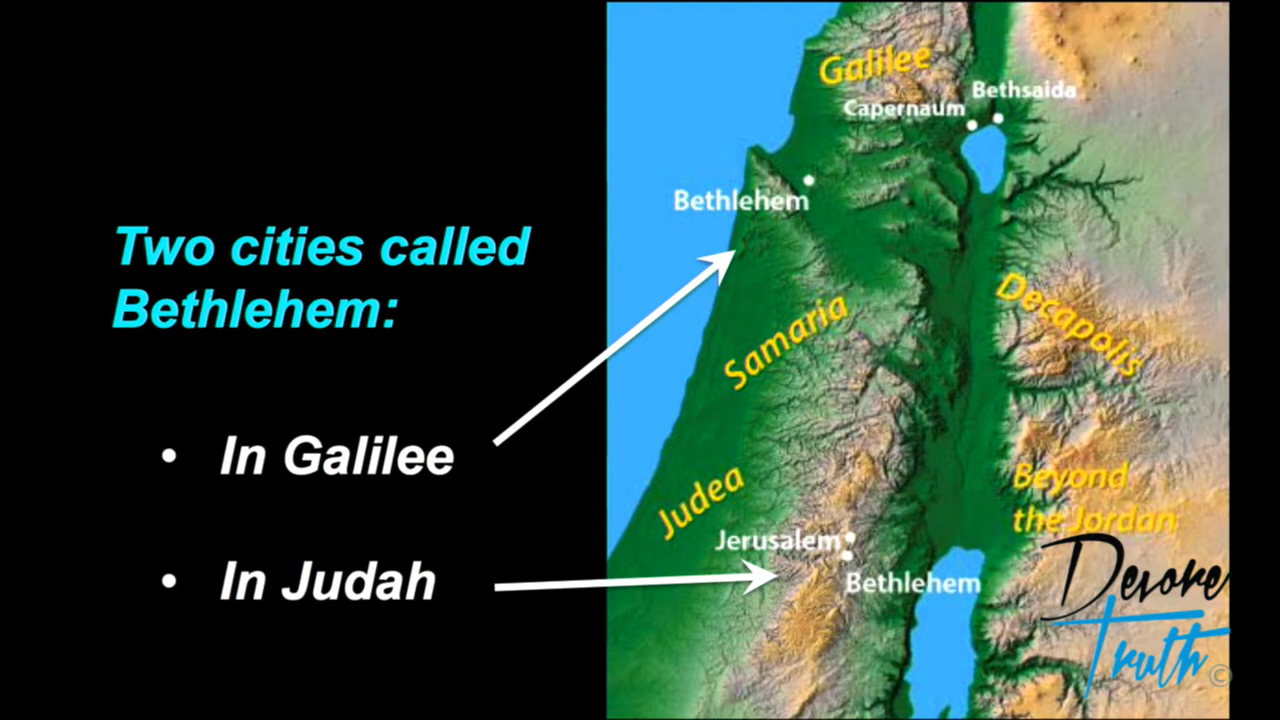 Two cities called
Bethlehem:
• In Galilee
• In Judah
Galilee
Bethsaida
Capernaum
Bethlehem
Samaria
Decapolis
Judea
Beyond
the Jordan
Jerusalem
Bethlehem
Devore
Truth
©